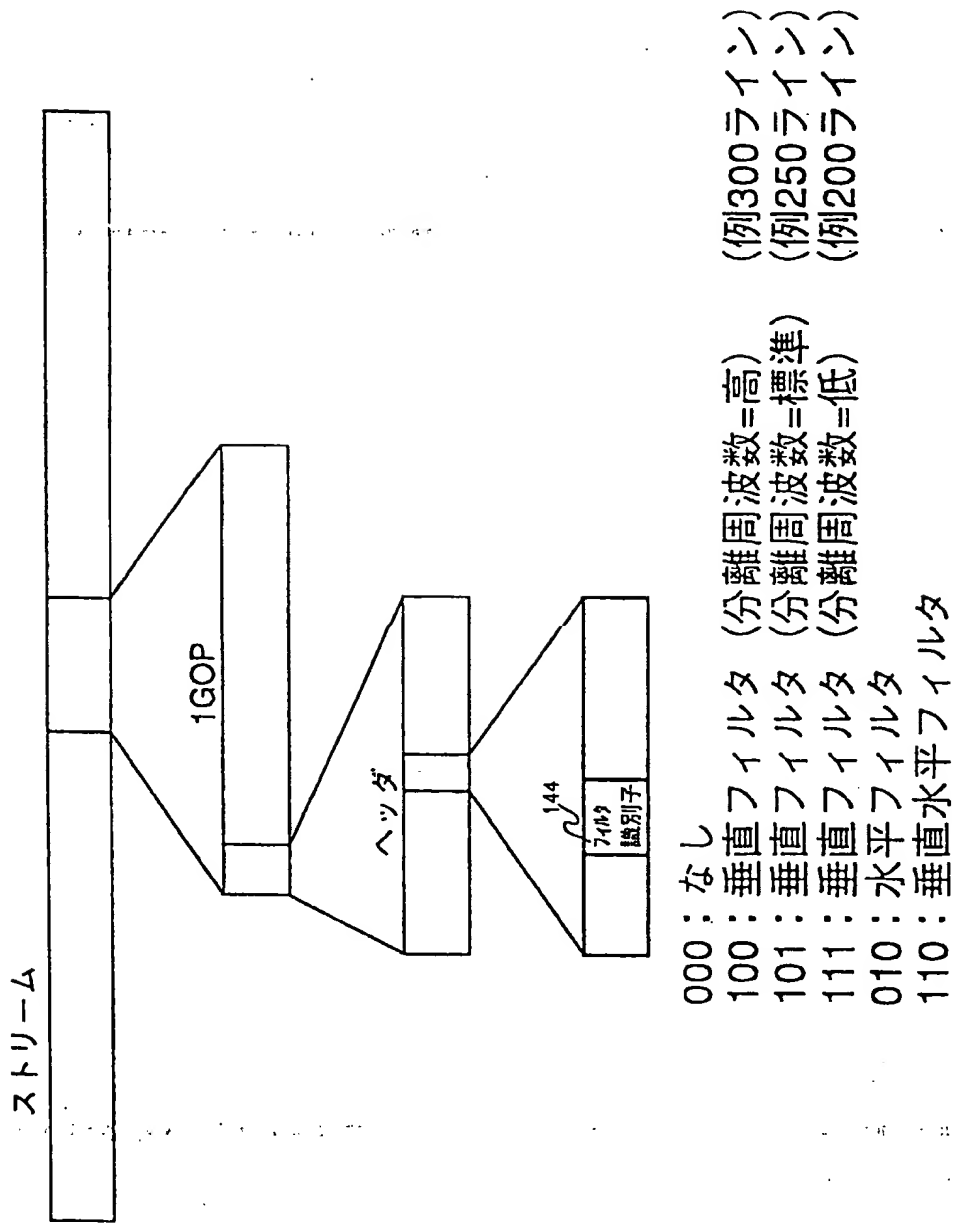 ストリーム
1GOP
ヘッダ
144
フィルタ
識別子
000：なし
100：垂直フィルタ (分離周波数=高) (例300ライン)
101：垂直フィルタ (分離周波数=標準) (例250ライン)
111：垂直フィルタ (分離周波数=低) (例200ライン)
010：水平フィルタ
110：垂直水平フィルタ